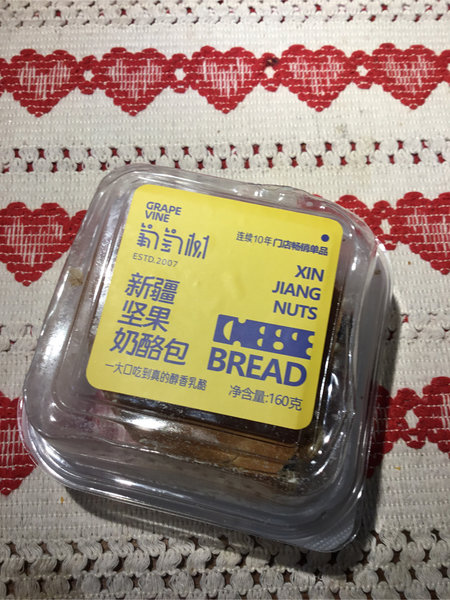 GRAPE
VINE
葡萄树
ESTD.2007
连续10年门店畅销单品
XIN
JIANG
NUTS
新疆
坚果
奶酪包
BREAD
一大口吃到真的醇香乳酪
净含量:160克